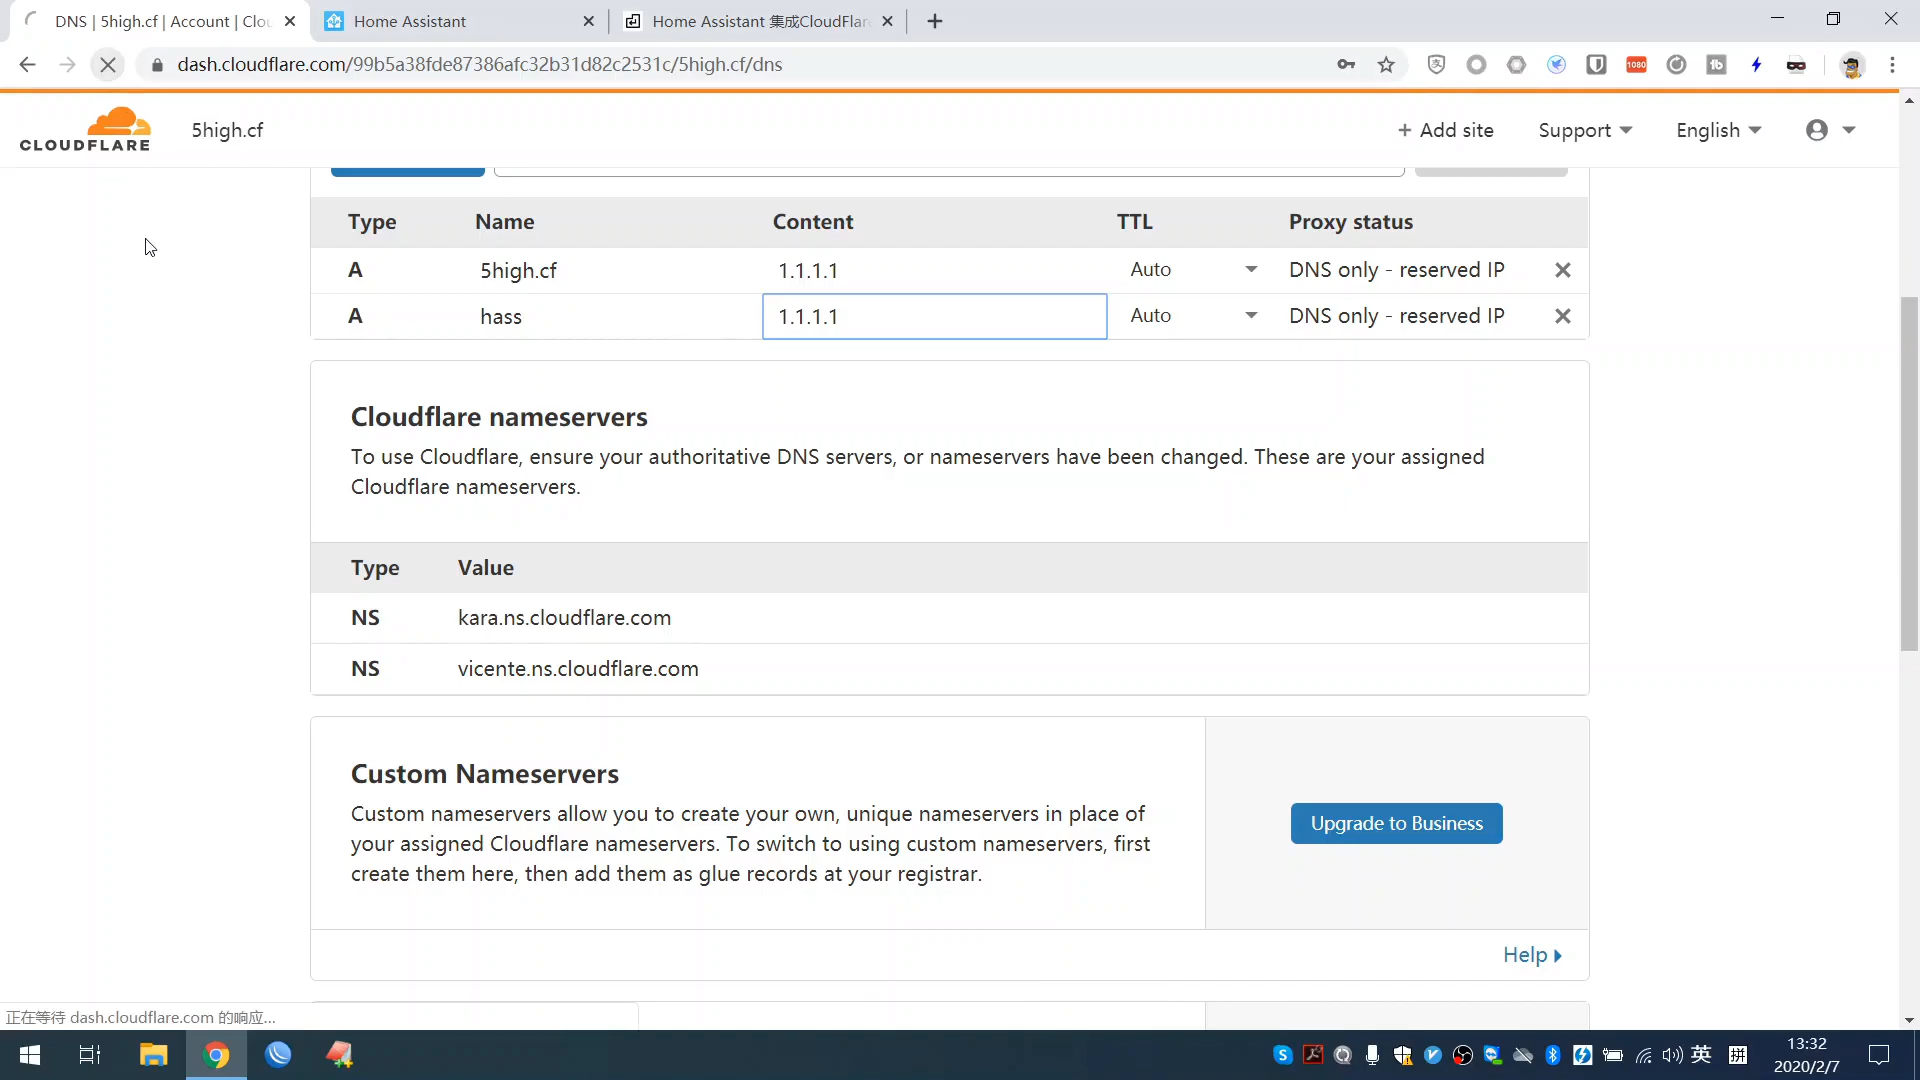 DNS | 5high.cf | Account | Clou
Home Assistant
Home Assistant 集成CloudFlar
dash.cloudflare.com/99b5a38fde87386afc32b31d82c2531c/5high.cf/dns
1080
CLOUDFLARE
5high.cf
+ Add site
Support
English
Type Name Content TTL Proxy status
A 5high.cf 1.1.1.1 Auto DNS only - reserved IP
A hass 1.1.1.1 Auto DNS only - reserved IP
Cloudflare nameservers
To use Cloudflare, ensure your authoritative DNS servers, or nameservers have been changed. These are your assigned
Cloudflare nameservers.
Type Value
NS kara.ns.cloudflare.com
NS vicente.ns.cloudflare.com
Custom Nameservers
Custom nameservers allow you to create your own, unique nameservers in place of
your assigned Cloudflare nameservers. To switch to using custom nameservers, first
create them here, then add them as glue records at your registrar.
Upgrade to Business
Help
正在等待 dash.cloudflare.com 的响应...
英
拼
13:32
2020/2/7